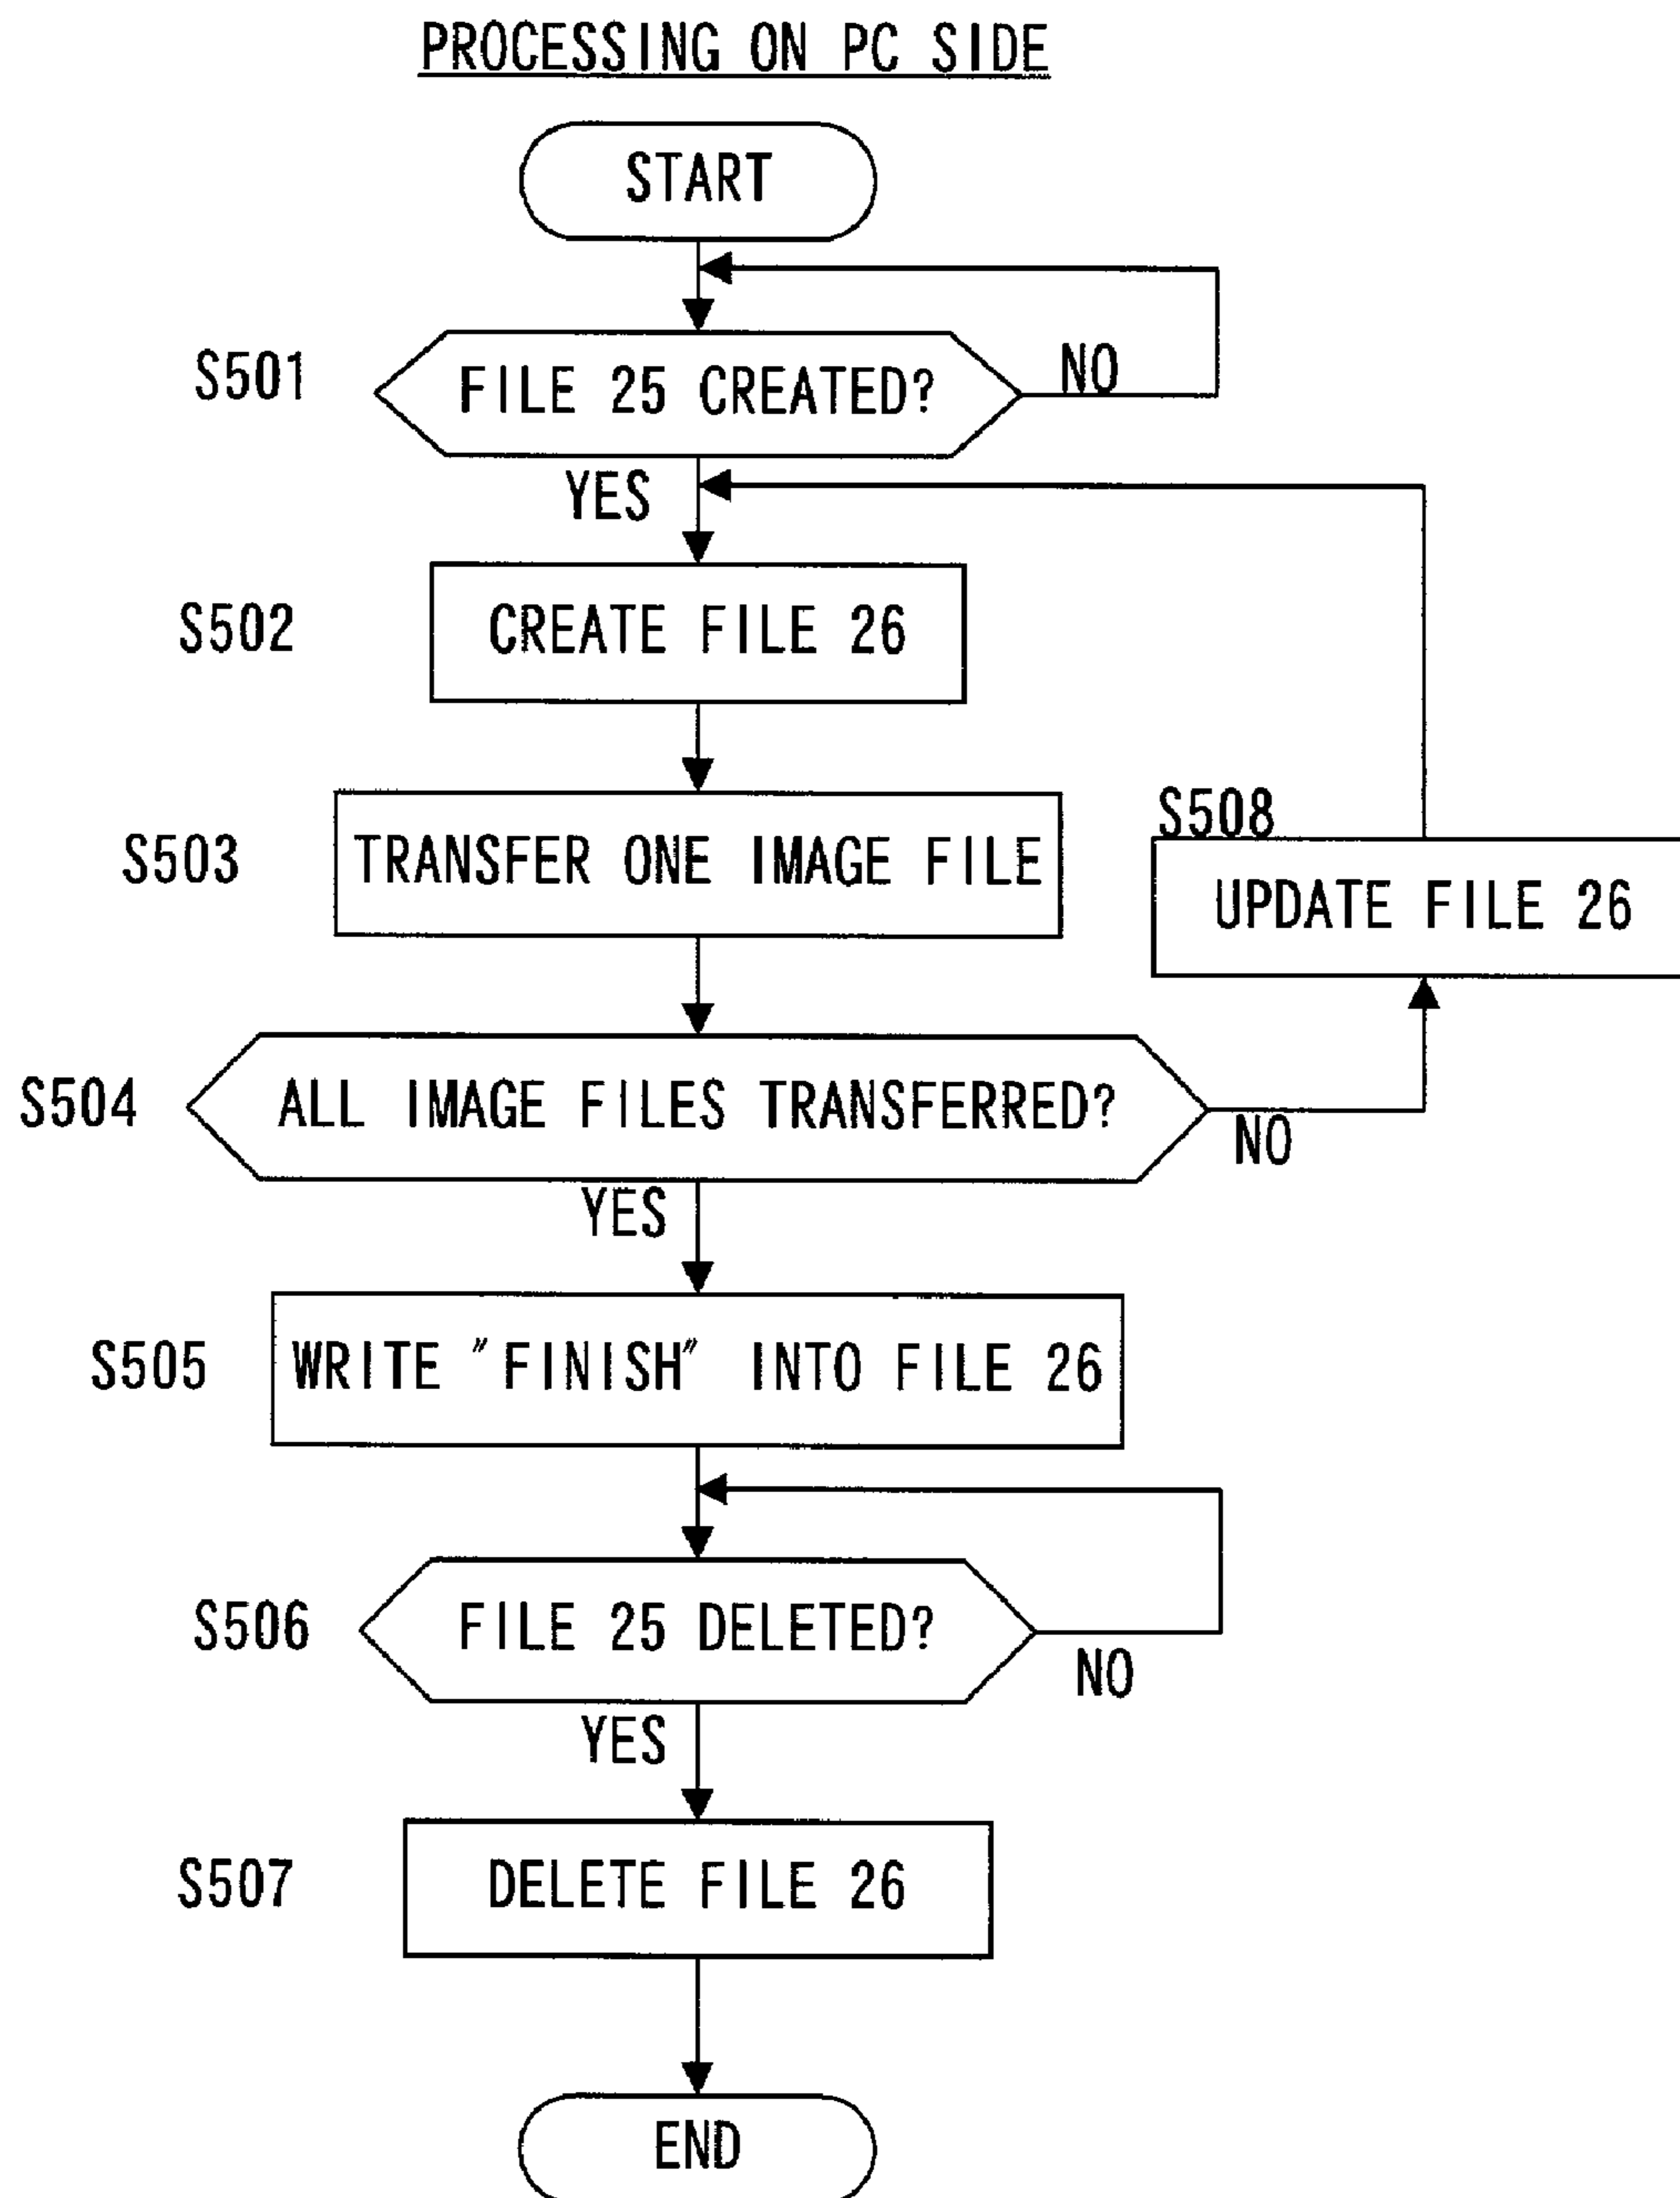 PROCESSING ON PC SIDE
START
S501
FILE 25 CREATED?
NO
YES
S502
CREATE FILE 26
S503
TRANSFER ONE IMAGE FILE
S508
UPDATE FILE 26
S504
ALL IMAGE FILES TRANSFERRED?
NO
YES
S505
WRITE "FINISH" INTO FILE 26
S506
FILE 25 DELETED?
NO
YES
S507
DELETE FILE 26
END